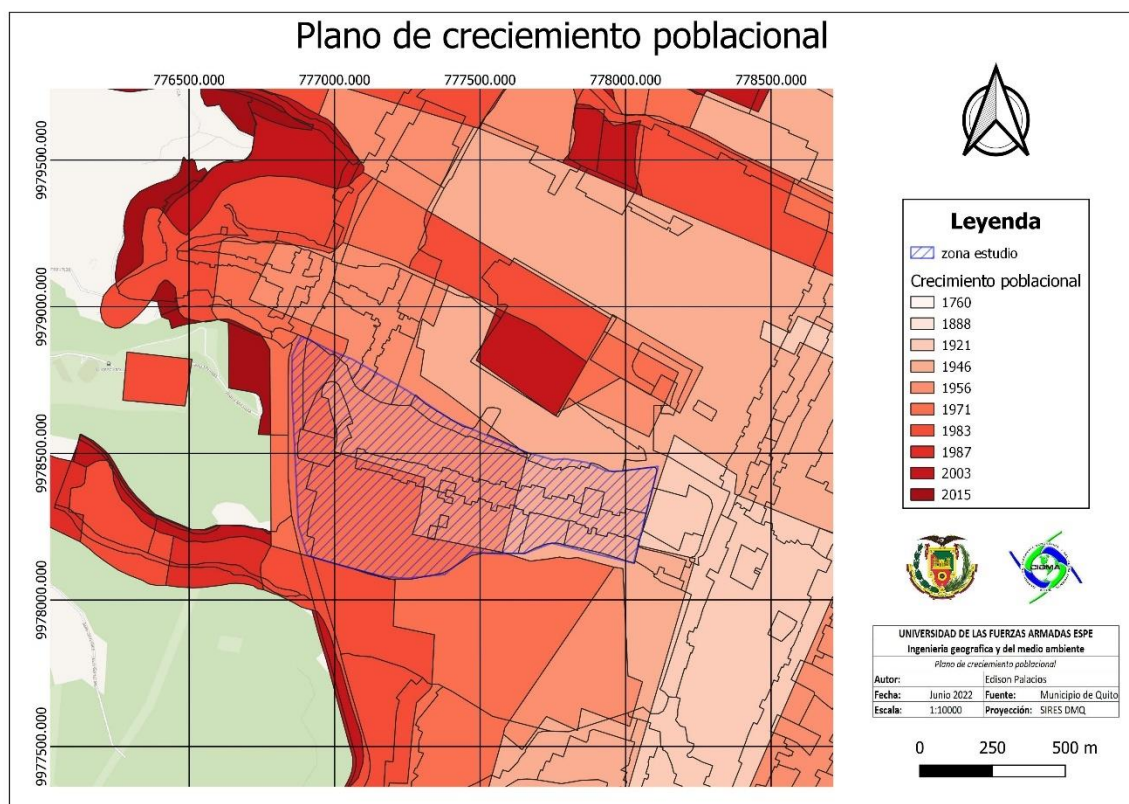 Plano de creciemiento poblacional
776500.000 777000.000 777500.000 778000.000 778500.000
9979500.000
9979000.000
9978500.000
9978000.000
9977500.000
Leyenda
zona estudio
Crecimiento poblacional
1760
1888
1921
1946
1956
1971
1983
1987
2003
2015
CIGMA
UNIVERSIDAD DE LAS FUERZAS ARMADAS ESPE
Ingenieria geografica y del medio ambiente
Plano de creciemiento poblacional
Autor: Edison Palacios
Fecha: Junio 2022 Fuente: Municipio de Quito
Escala: 1:10000 Proyección: SIRES DMQ
0 250 500 m